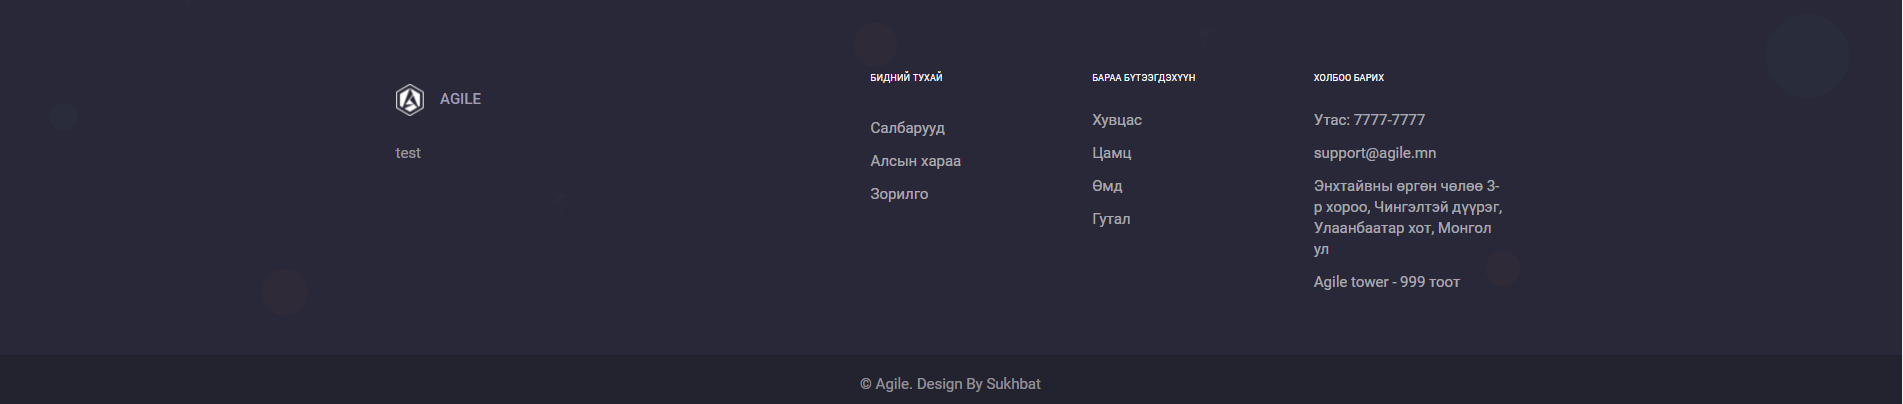 AGILE
test
БИДНИЙ ТУХАЙ
Салбарууд
Алсын хараа
Зорилго
БАРАА БҮТЭЭГДЭХҮҮН
Хувцас
Цамц
Өмд
Гутал
ХОЛБОО БАРИХ
Утас: 7777-7777
support@agile.mn
Энхтайвны өргөн чөлөө 3-
р хороо, Чингэлтэй дүүрэг,
Улаанбаатар хот, Монгол
ул
Agile tower - 999 тоот
© Agile. Design By Sukhbat